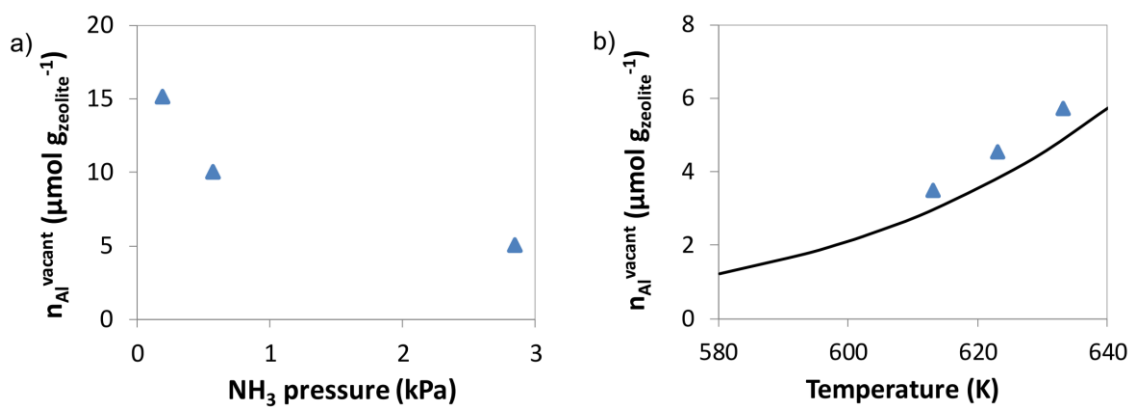 a)
n_Al^vacant (μmol g_zeolite^-1)
20
15
10
5
0
0 1 2 3
NH₃ pressure (kPa)
b)
n_Al^vacant (μmol g_zeolite^-1)
8
6
4
2
0
580 600 620 640
Temperature (K)